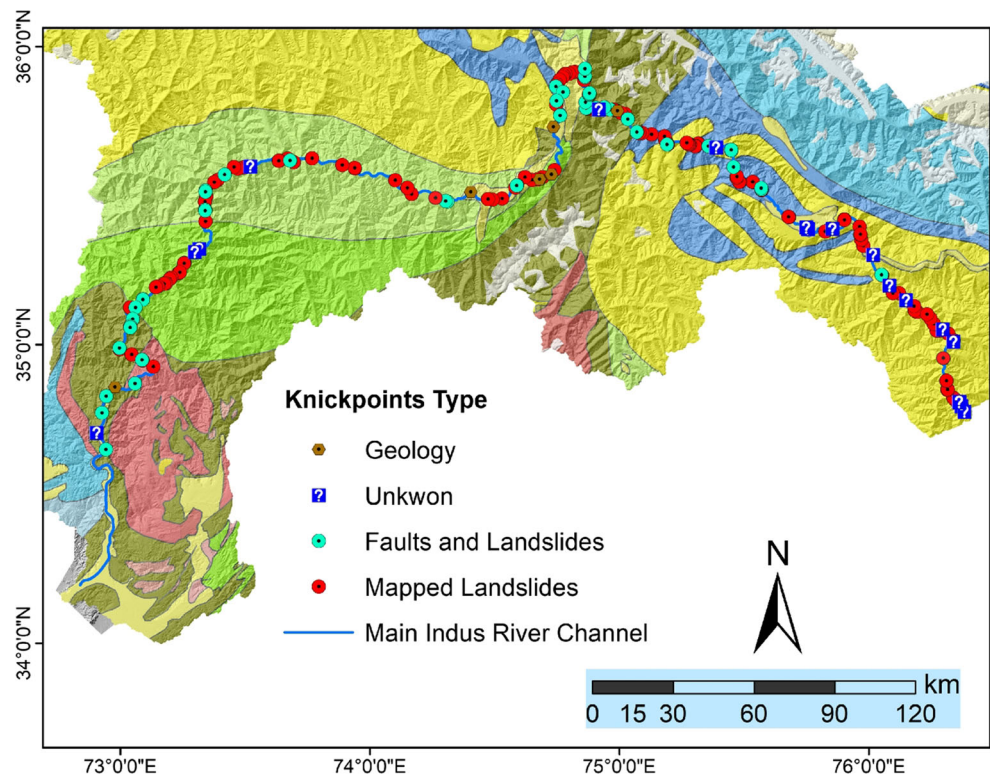 36°0'0"N
35°0'0"N
34°0'0"N
Knickpoints Type
Geology
? Unkwon
Faults and Landslides
Mapped Landslides
Main Indus River Channel
N
km
0 15 30 60 90 120
73°0'0"E 74°0'0"E 75°0'0"E 76°0'0"E